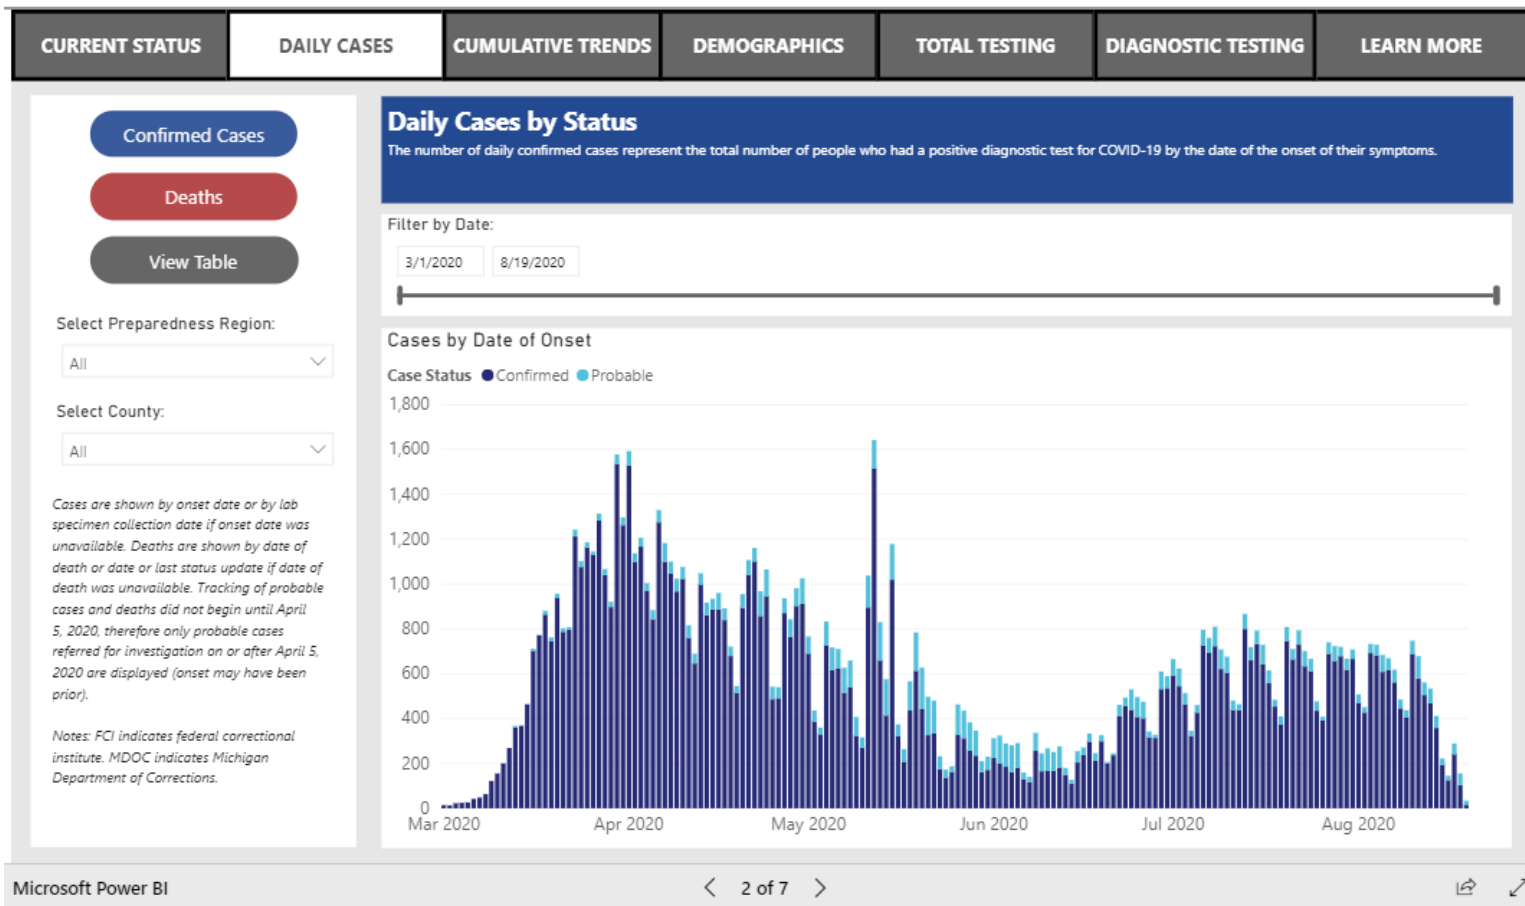 CURRENT STATUS
DAILY CASES
CUMULATIVE TRENDS
DEMOGRAPHICS
TOTAL TESTING
DIAGNOSTIC TESTING
LEARN MORE
Confirmed Cases
Deaths
View Table
Select Preparedness Region:
All
Select County:
All
Cases are shown by onset date or by lab
specimen collection date if onset date was
unavailable. Deaths are shown by date of
death or date or last status update if date of
death was unavailable. Tracking of probable
cases and deaths did not begin until April
5, 2020, therefore only probable cases
referred for investigation on or after April 5,
2020 are displayed (onset may have been
prior).
Notes: FCI indicates federal correctional
institute. MDOC indicates Michigan
Department of Corrections.
Daily Cases by Status
The number of daily confirmed cases represent the total number of people who had a positive diagnostic test for COVID-19 by the date of the onset of their symptoms.
Filter by Date:
3/1/2020
8/19/2020
Cases by Date of Onset
Case Status Confirmed Probable
1,800
1,600
1,400
1,200
1,000
800
600
400
200
0
Mar 2020
Apr 2020
May 2020
Jun 2020
Jul 2020
Aug 2020
Microsoft Power BI
2 of 7